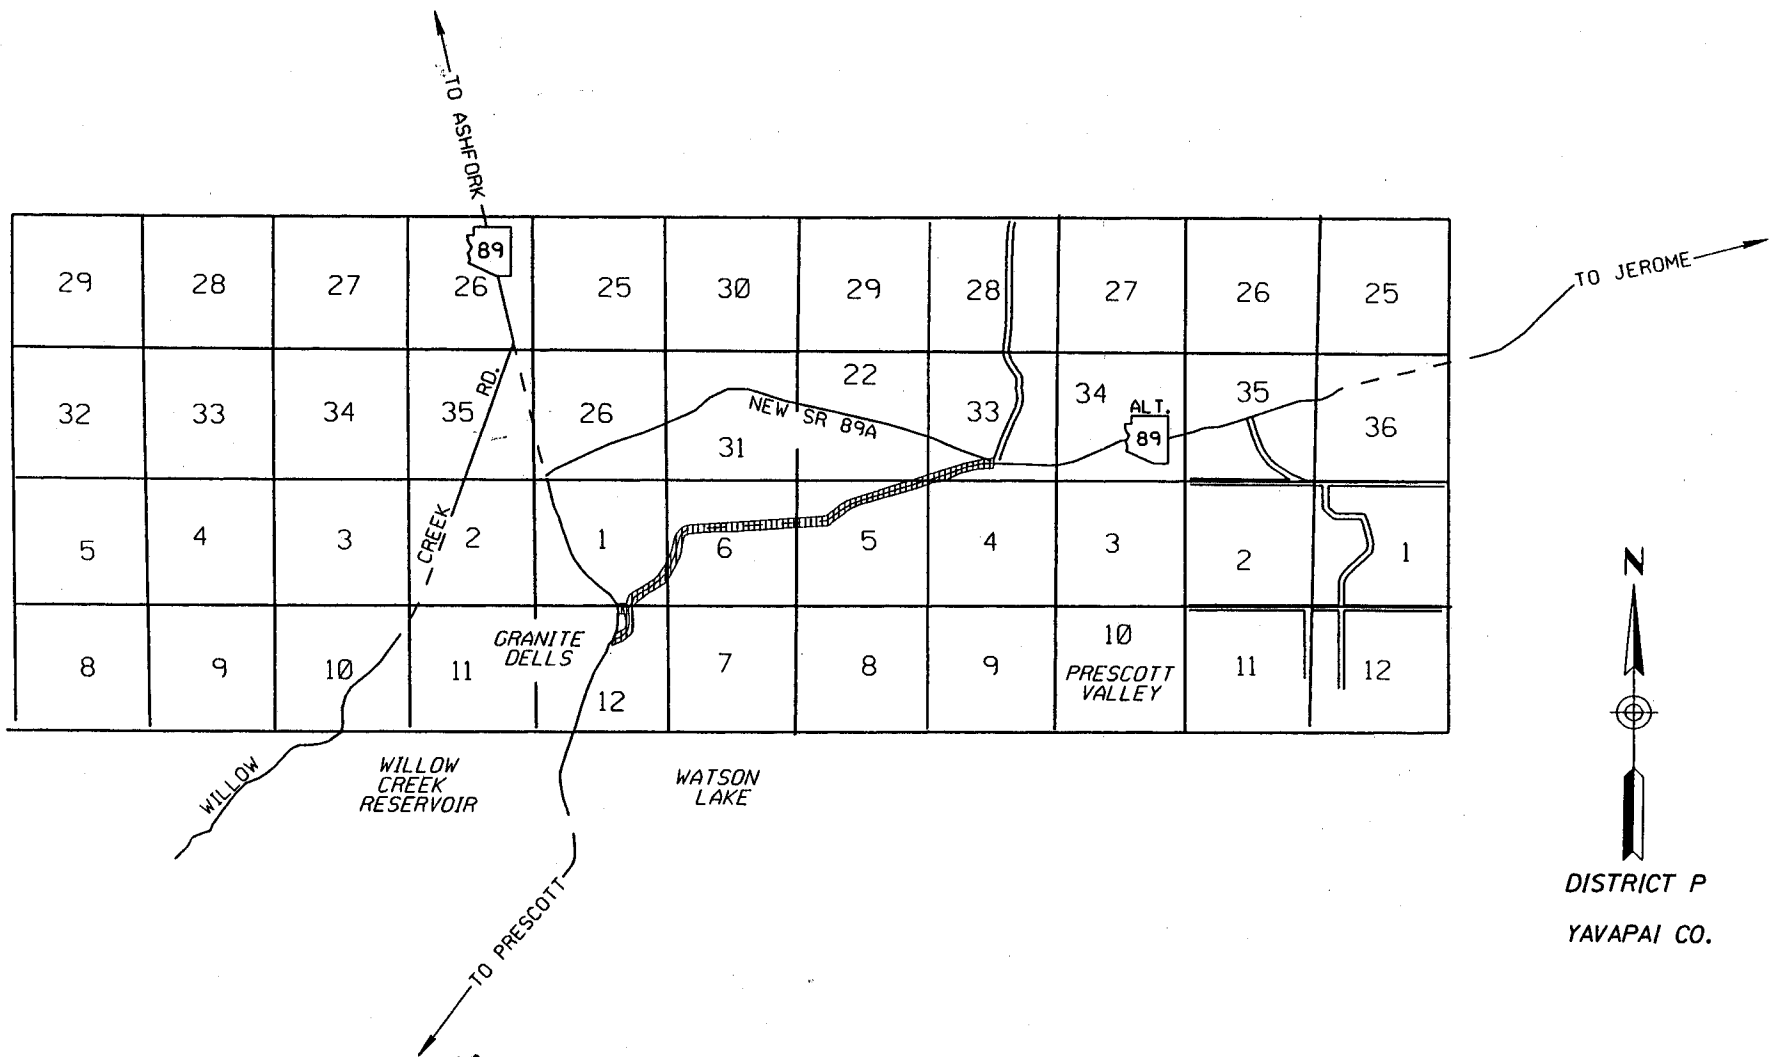 TO ASHFORK
89
29 28 27 26 25 30 29 28 27 26 25
TO JEROME
32 33 34 35 RD. 26 22 33 34 35 36
ALT.
89
NEW SR 89A
31
5 4 3 CREEK 2 1 6 5 4 3 2 1
N
GRANITE
DELLS
8 9 10 11 12 7 8 9 10 11 12
PRESCOTT
VALLEY
WILLOW
WILLOW
CREEK
RESERVOIR
WATSON
LAKE
TO PRESCOTT
DISTRICT P
YAVAPAI CO.